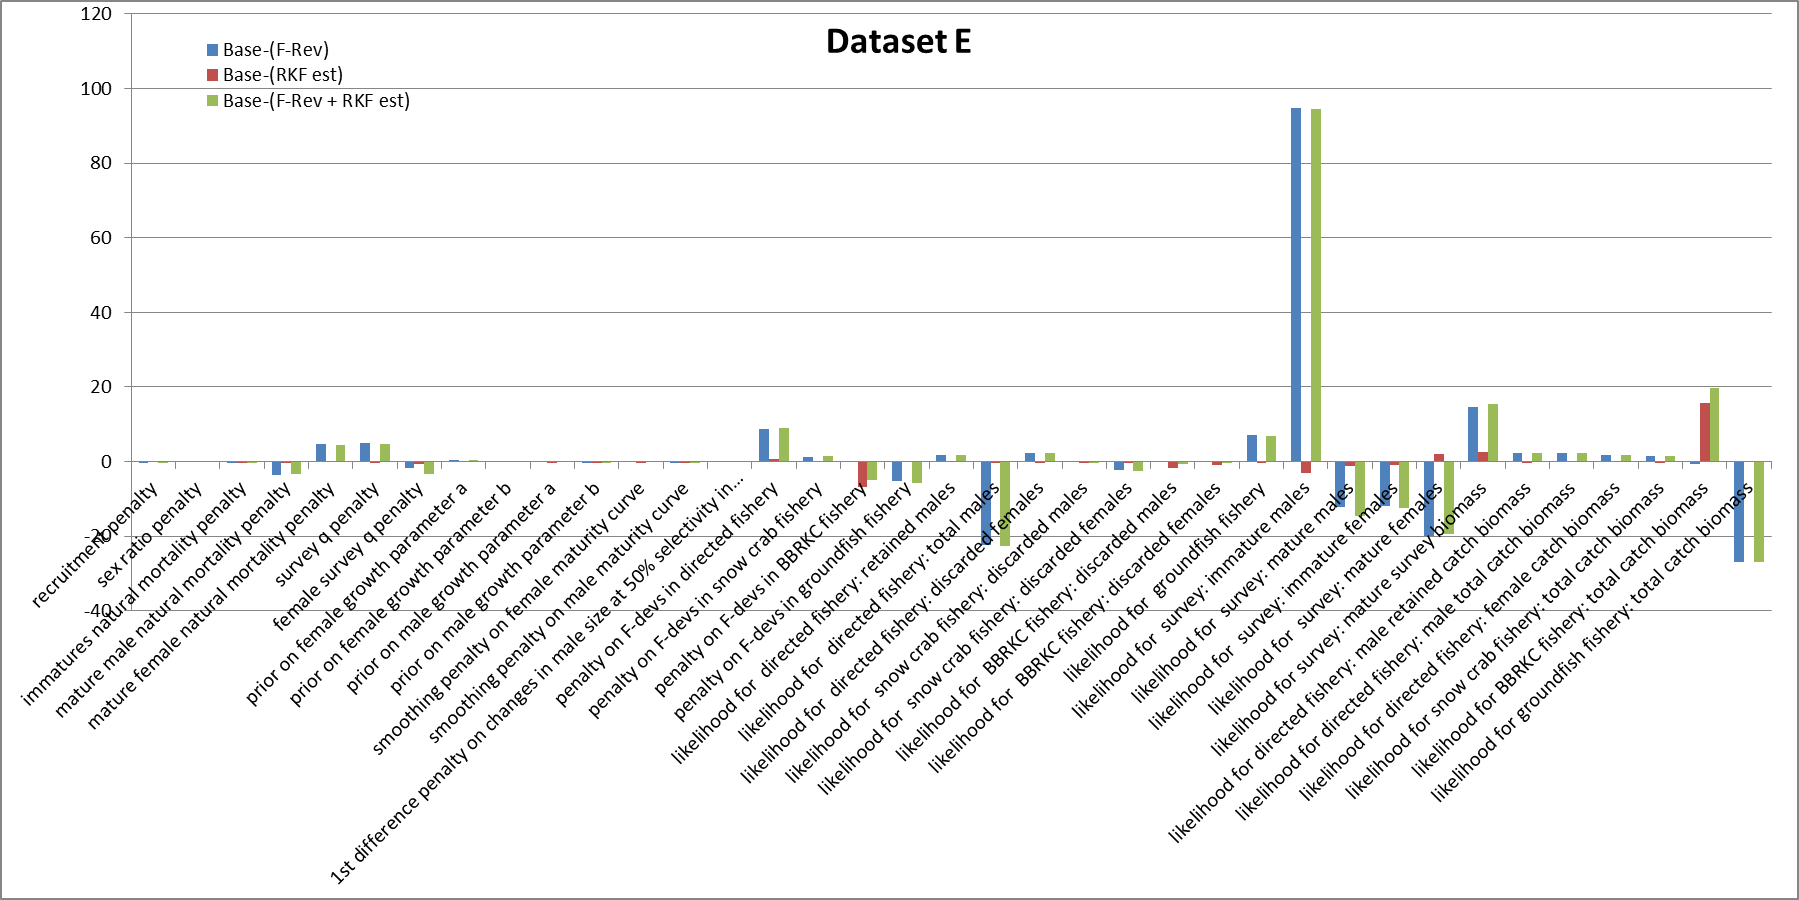 120
Dataset E
Base-(F-Rev)
Base-(RKF est)
Base-(F-Rev + RKF est)
100
80
60
40
20
0
-20
-40
recruitment penalty
sex ratio penalty
immatures natural mortality penalty
mature male natural mortality penalty
mature female natural mortality penalty
survey q penalty
female survey q penalty
prior on female growth parameter a
prior on female growth parameter b
prior on male growth parameter a
prior on male growth parameter b
smoothing penalty on female maturity curve
smoothing penalty on male maturity curve
1st difference penalty on changes in male size at 50% selectivity in...
penalty on F-devs in directed fishery
penalty on F-devs in snow crab fishery
penalty on F-devs in BBRKC fishery
penalty on F-devs in groundfish fishery
likelihood for directed fishery: retained males
likelihood for directed fishery: total males
likelihood for directed fishery: discarded females
likelihood for snow crab fishery: discarded males
likelihood for snow crab fishery: discarded females
likelihood for BBRKC fishery: discarded males
likelihood for BBRKC fishery: discarded females
likelihood for groundfish fishery
likelihood for survey: immature males
likelihood for survey: mature males
likelihood for survey: immature females
likelihood for survey: mature females
likelihood for survey: mature survey biomass
likelihood for directed fishery: male retained catch biomass
likelihood for directed fishery: male total catch biomass
likelihood for directed fishery: female catch biomass
likelihood for snow crab fishery: total catch biomass
likelihood for BBRKC fishery: total catch biomass
likelihood for groundfish fishery: total catch biomass